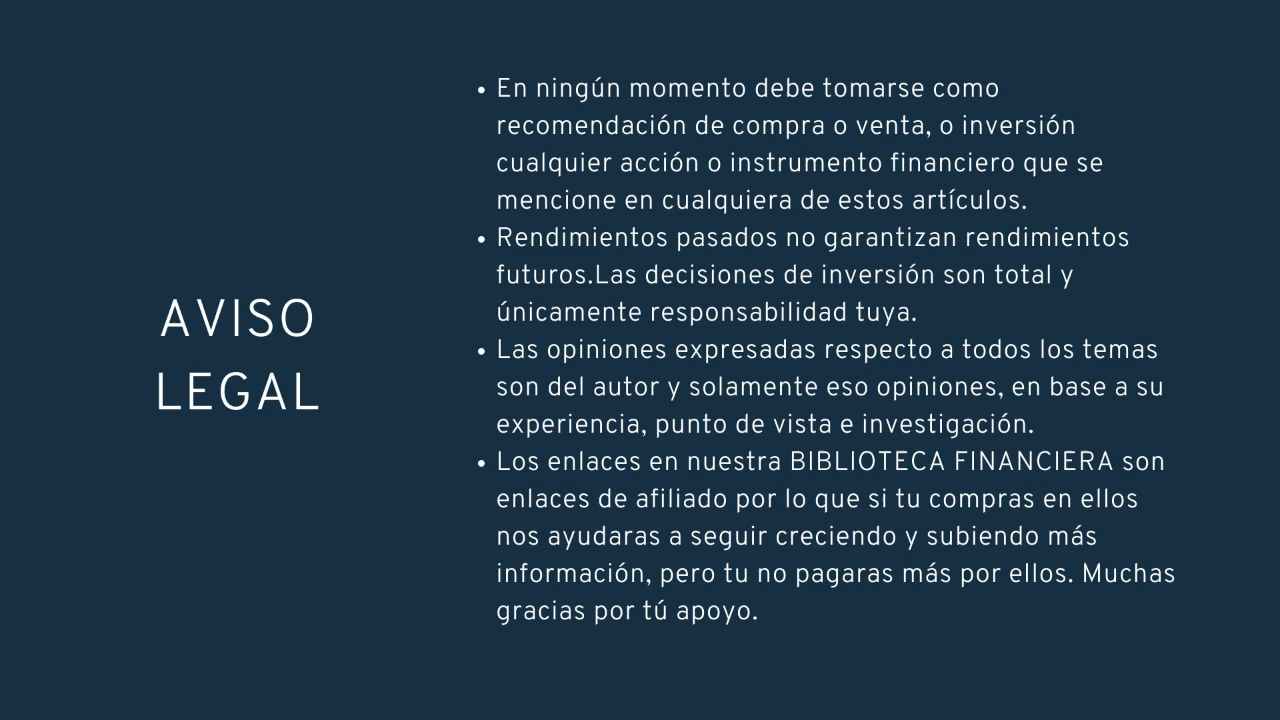 AVISO
LEGAL
• En ningún momento debe tomarse como
recomendación de compra o venta, o inversión
cualquier acción o instrumento financiero que se
mencione en cualquiera de estos artículos.
• Rendimientos pasados no garantizan rendimientos
futuros.Las decisiones de inversión son total y
únicamente responsabilidad tuya.
• Las opiniones expresadas respecto a todos los temas
son del autor y solamente eso opiniones, en base a su
experiencia, punto de vista e investigación.
• Los enlaces en nuestra BIBLIOTECA FINANCIERA son
enlaces de afiliado por lo que si tu compras en ellos
nos ayudaras a seguir creciendo y subiendo más
información, pero tu no pagaras más por ellos. Muchas
gracias por tú apoyo.